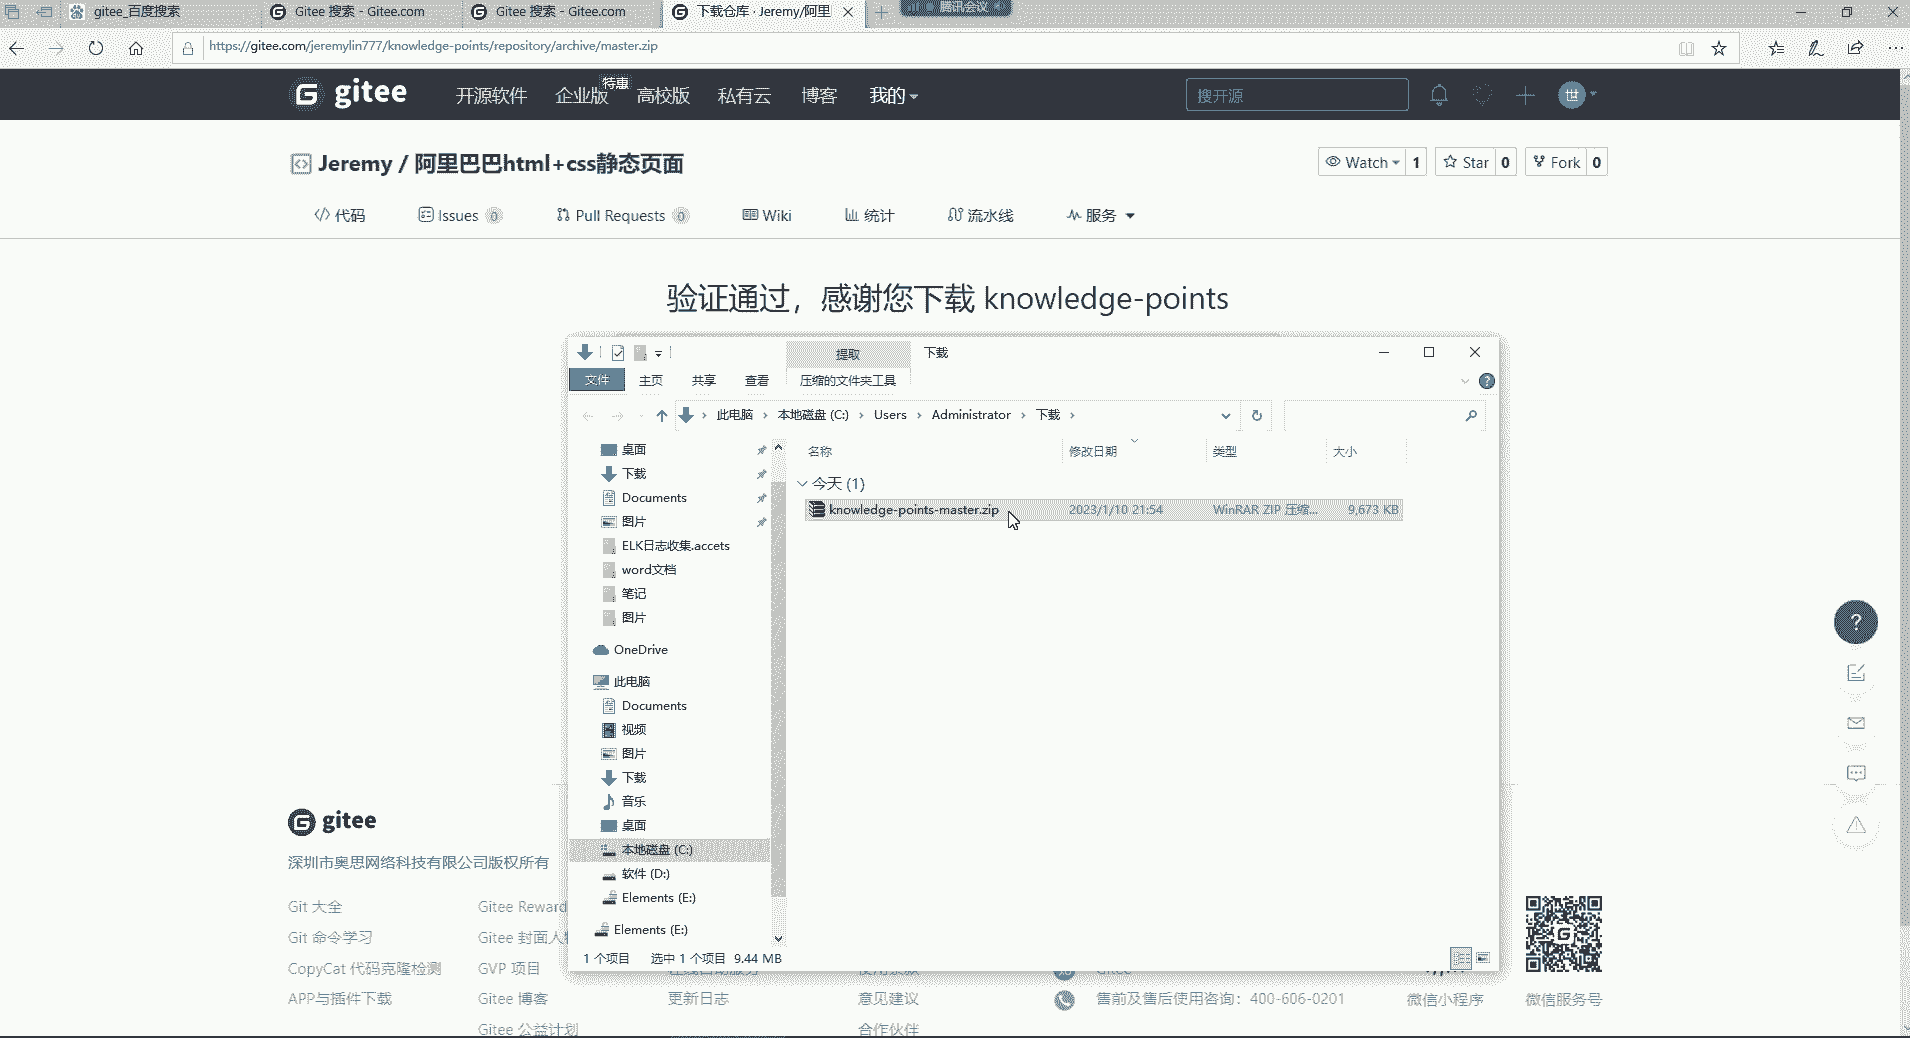 gitee_百度搜索
Gitee 搜索 - Gitee.com
Gitee 搜索 - Gitee.com
下载仓库 · Jeremy/阿里
腾讯会议
https://gitee.com/jeremylin777/knowledge-points/repository/archive/master.zip
gitee
开源软件
企业版
特惠
高校版
私有云
博客
我的
搜开源
世
Jeremy / 阿里巴巴html+css静态页面
Watch 1
Star 0
Fork 0
代码
Issues 0
Pull Requests 0
Wiki
统计
流水线
服务
验证通过，感谢您下载 knowledge-points
提取
下载
文件
主页
共享
查看
压缩的文件夹工具
此电脑 › 本地磁盘 (C:) › Users › Administrator › 下载 ›
名称
修改日期
类型
大小
今天 (1)
knowledge-points-master.zip
2023/1/10 21:54
WinRAR ZIP 压缩...
9,673 KB
桌面
下载
Documents
图片
ELK日志收集.accets
word文档
笔记
图片
OneDrive
此电脑
Documents
视频
图片
下载
音乐
桌面
本地磁盘 (C:)
软件 (D:)
Elements (E:)
Elements (E:)
1 个项目
选中 1 个项目 9.44 MB
gitee
深圳市奥思网络科技有限公司版权所有
Git 大全
Git 命令学习
CopyCat 代码克隆检测
APP与插件下载
Gitee Reward
Gitee 封面人
GVP 项目
Gitee 博客
Gitee 公益计划
更新日志
意见建议
合作伙伴
售前及售后使用咨询：400-606-0201
微信小程序
微信服务号